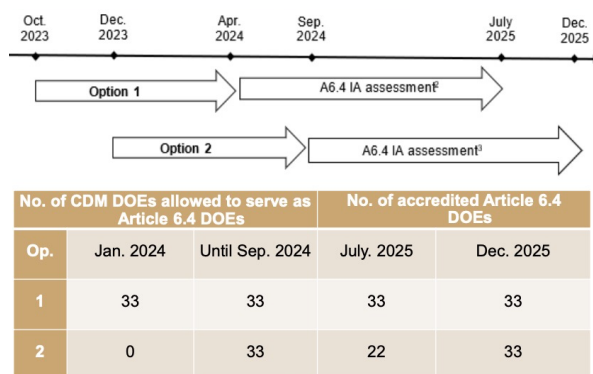 Oct. Dec. Apr. Sep. July Dec.
2023 2023 2024 2024 2025 2025
Option 1 A6.4 IA assessment²
Option 2 A6.4 IA assessment³
No. of CDM DOEs allowed to serve as No. of accredited Article 6.4
Article 6.4 DOEs DOEs
Op. Jan. 2024 Until Sep. 2024 July. 2025 Dec. 2025
1 33 33 33 33
2 0 33 22 33